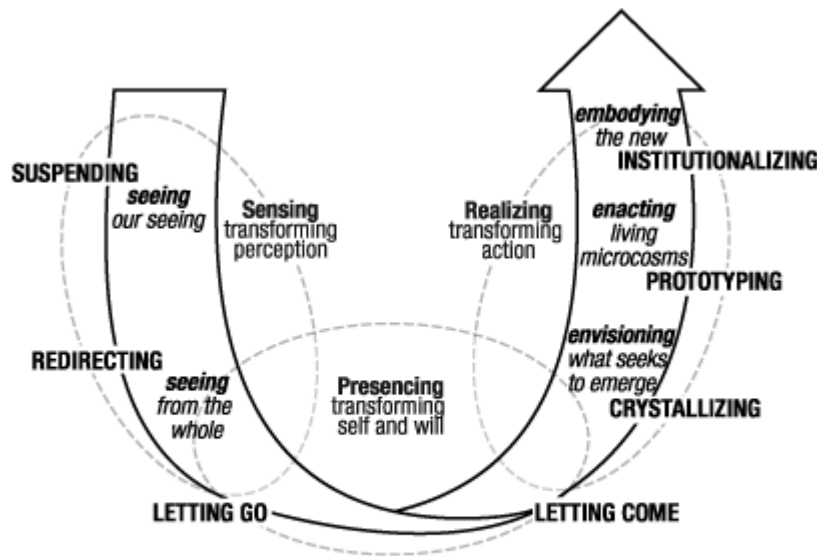 SUSPENDING
seeing
our seeing
Sensing
transforming
perception
REDIRECTING
seeing
from the
whole
LETTING GO
Presencing
transforming
self and will
LETTING COME
Realizing
transforming
action
embodying
the new
INSTITUTIONALIZING
enacting
living
microcosms
PROTOTYPING
envisioning
what seeks
to emerge
CRYSTALLIZING